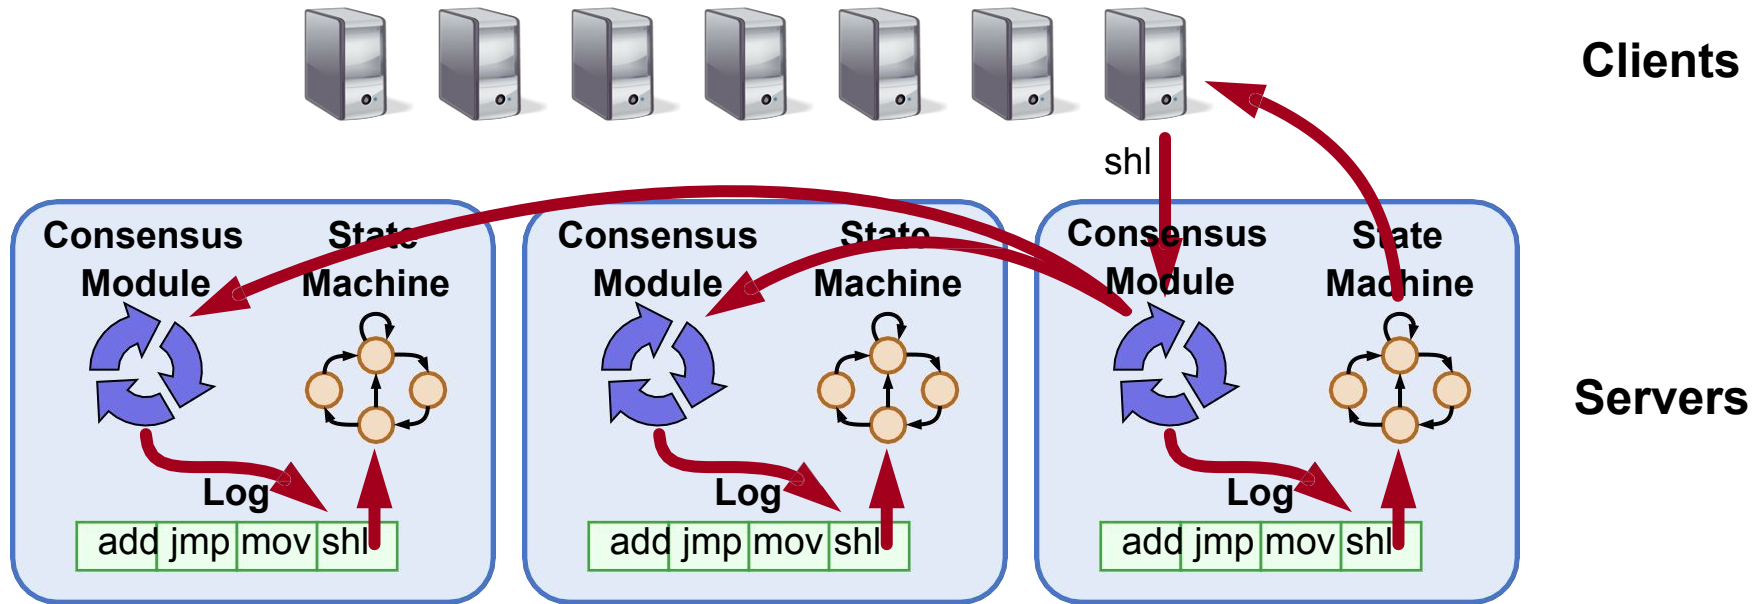 Clients
shl
Consensus Module
State Machine
Log
add jmp mov shl
Consensus Module
State Machine
Log
add jmp mov shl
Consensus Module
State Machine
Log
add jmp mov shl
Servers